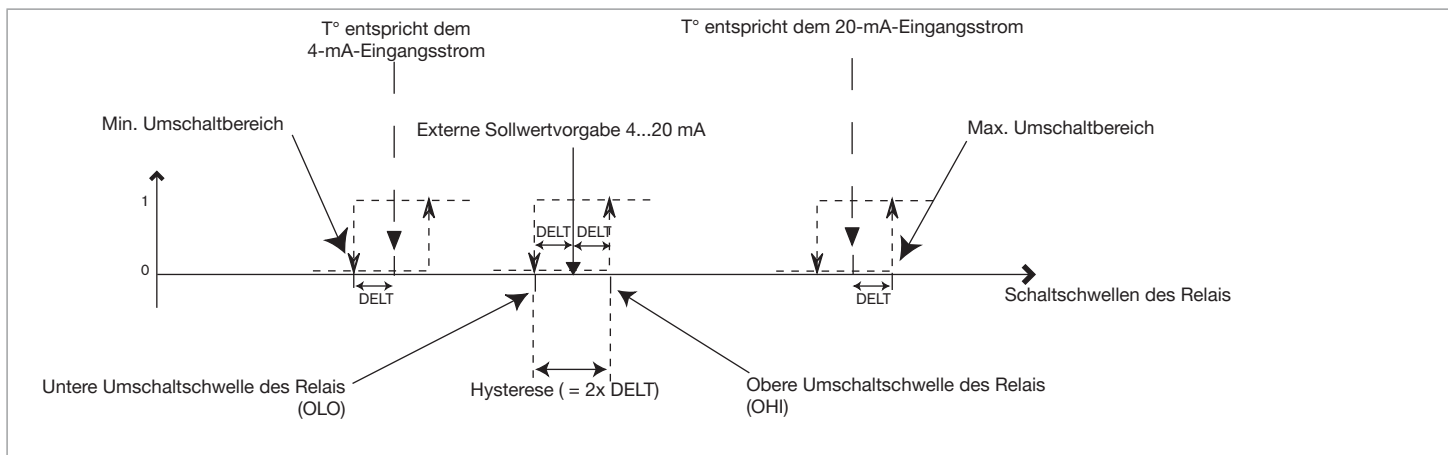 T° entspricht dem
4-mA-Eingangsstrom
T° entspricht dem 20-mA-Eingangsstrom
Min. Umschaltbereich
Externe Sollwertvorgabe 4...20 mA
Max. Umschaltbereich
1
DELT
DELT
0
DELT
DELT
Schaltschwellen des Relais
Untere Umschaltschwelle des Relais
(OLO)
Hysterese ( = 2x DELT)
Obere Umschaltschwelle des Relais
(OHI)